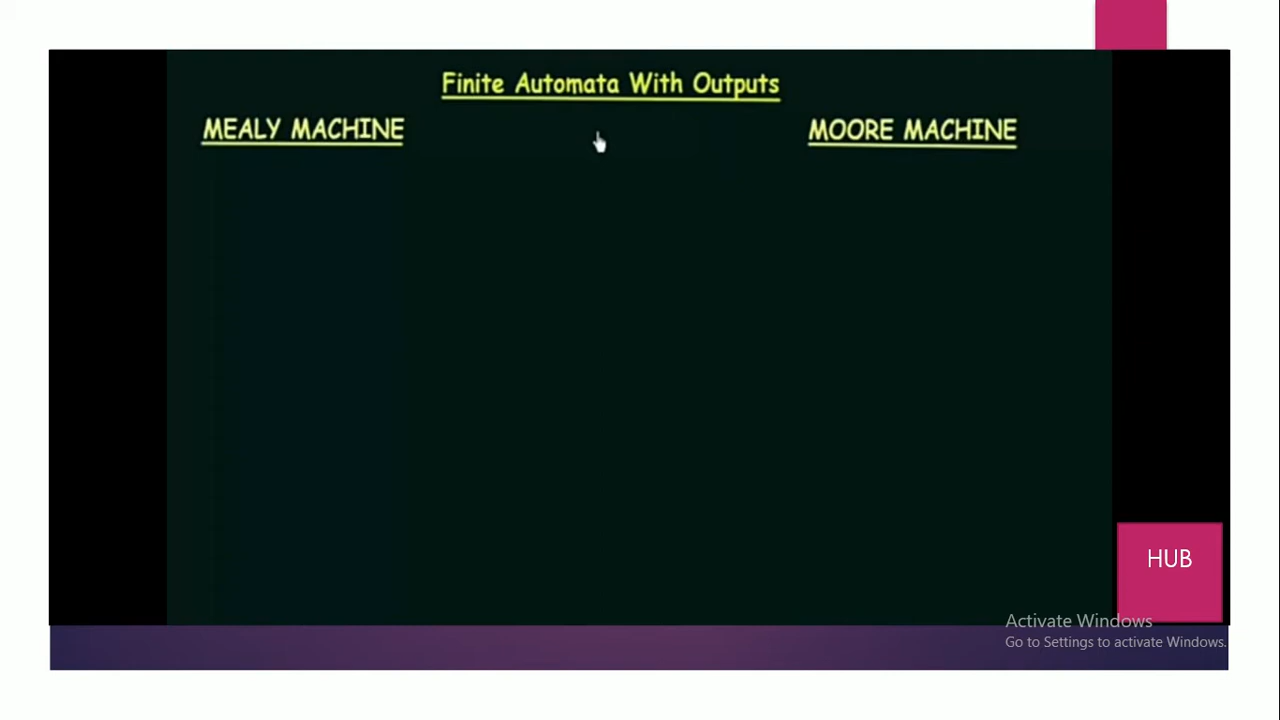 Finite Automata With Outputs
MEALY MACHINE
MOORE MACHINE
HUB
Activate Windows
Go to Settings to activate Windows.